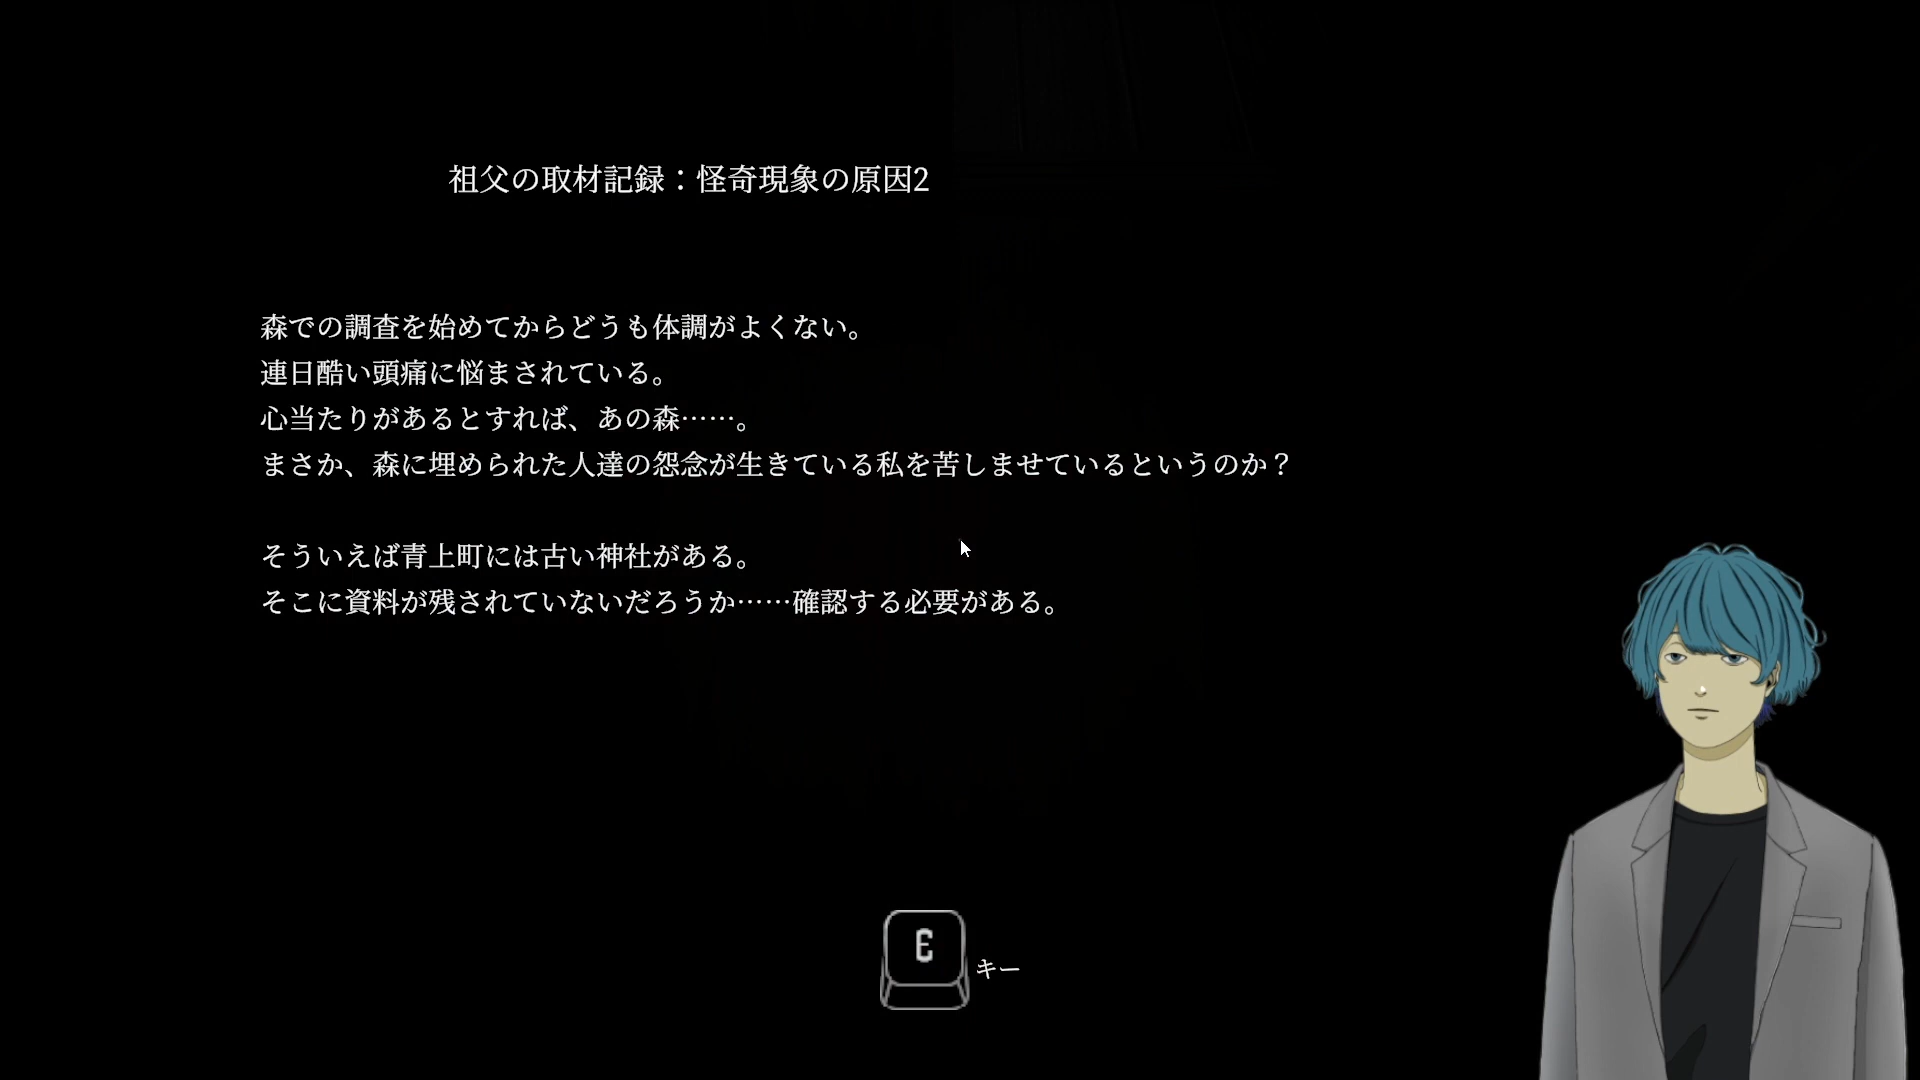 祖父の取材記録：怪奇現象の原因2
森での調査を始めてからどうも体調がよくない。
連日酷い頭痛に悩まされている。
心当たりがあるとすれば、あの森……。
まさか、森に埋められた人達の怨念が生きている私を苦しませているというのか？
そういえば青上町には古い神社がある。
そこに資料が残されていないだろうか……確認する必要がある。
E
キー